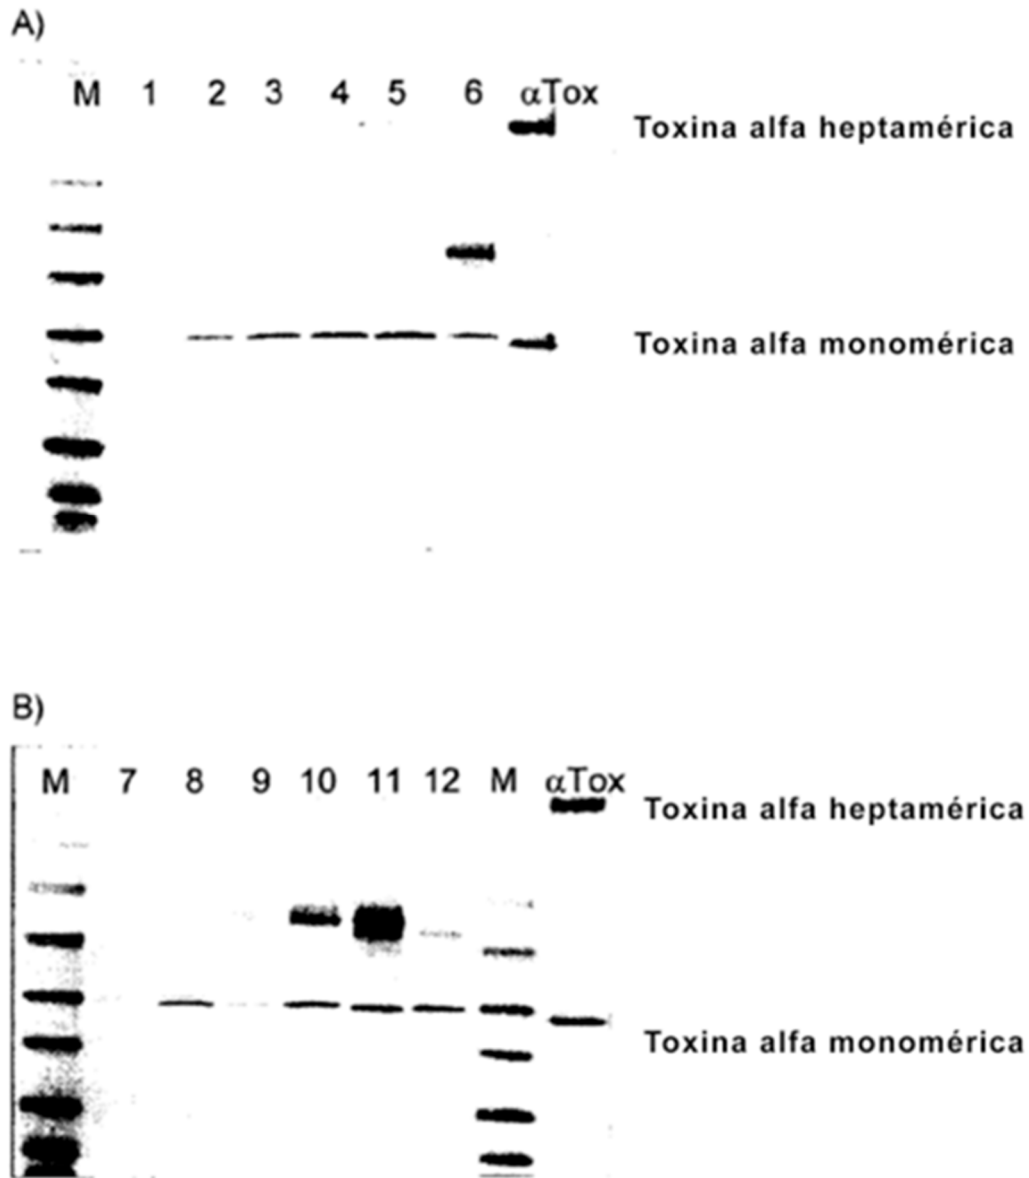 A)
M 1 2 3 4 5 6 αTox
Toxina alfa heptamérica
Toxina alfa monomérica
B)
M 7 8 9 10 11 12 M αTox
Toxina alfa heptamérica
Toxina alfa monomérica